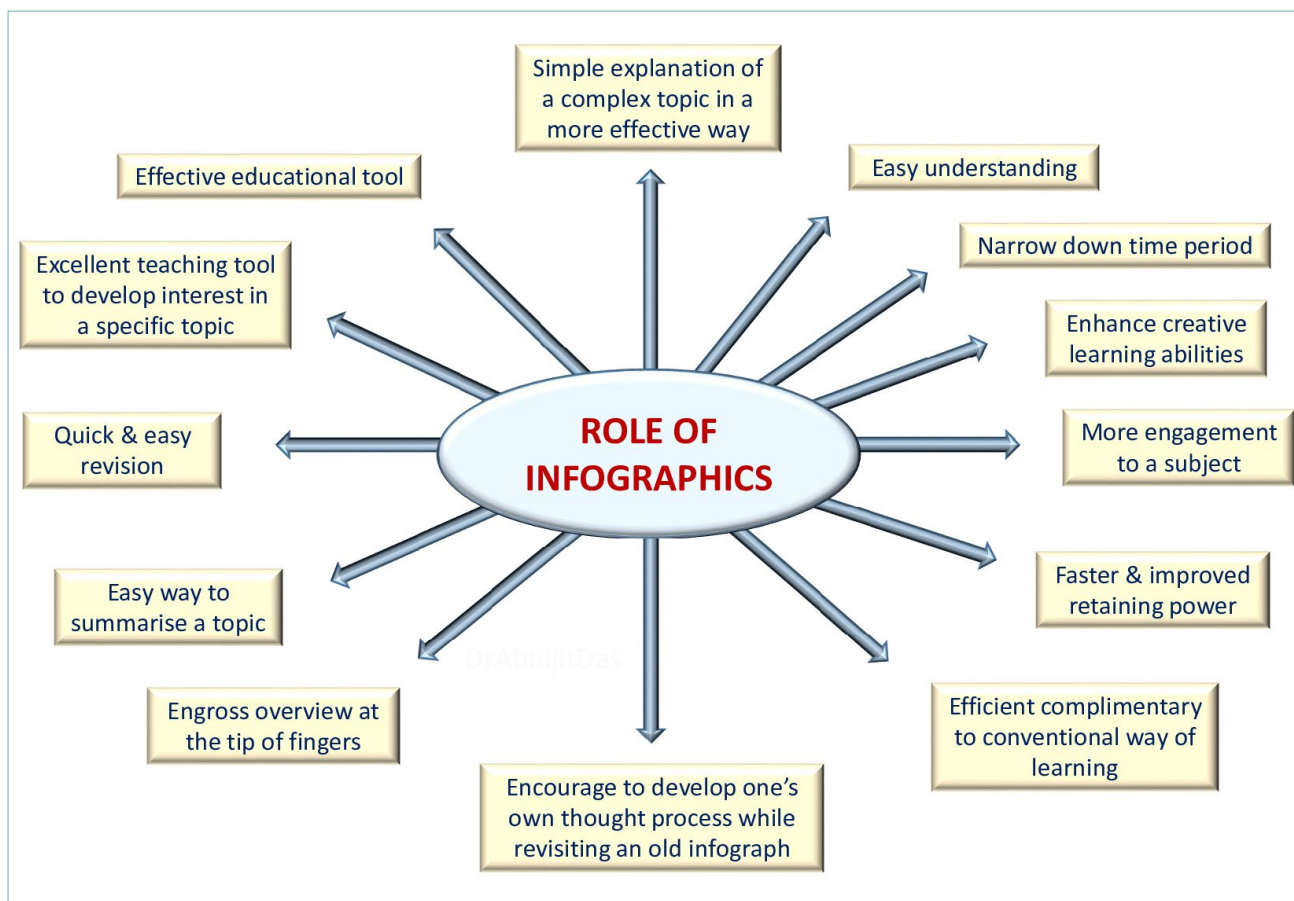 Simple explanation of
a complex topic in a
more effective way
Easy understanding
Narrow down time period
Enhance creative
learning abilities
More engagement
to a subject
Faster & improved
retaining power
Efficient complimentary
to conventional way of
learning
Encourage to develop one's
own thought process while
revisiting an old infograph
Engross overview at
the tip of fingers
Easy way to
summarise a topic
Quick & easy
revision
Excellent teaching tool
to develop interest in
a specific topic
Effective educational tool
ROLE OF
INFOGRAPHICS
DrAbhijitDas